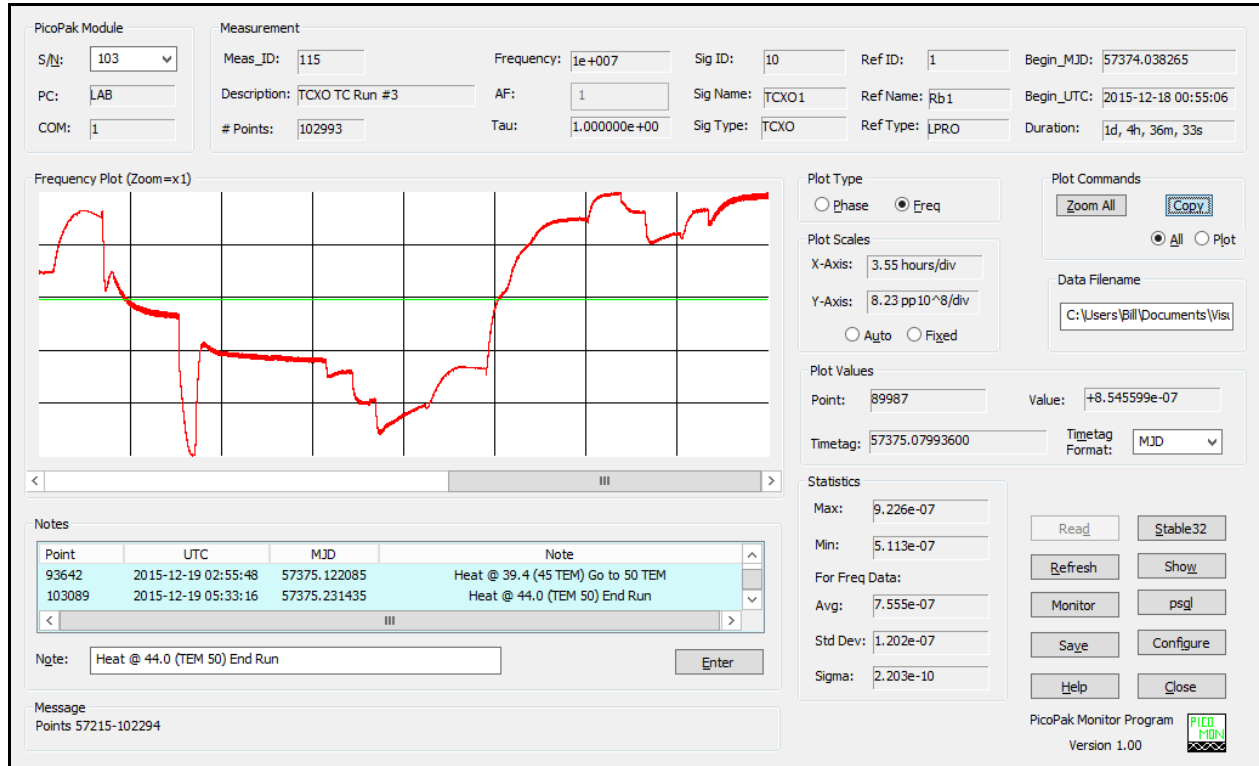 PicoPak Module
S/N: 103
PC: LAB
COM: 1
Measurement
Meas_ID: 115
Description: TCXO TC Run #3
# Points: 102993
Frequency: 1e+007
AF: 1
Tau: 1.000000e+00
Sig ID: 10
Sig Name: TCXO1
Sig Type: TCXO
Ref ID: 1
Ref Name: Rb1
Ref Type: LPRO
Begin_MJD: 57374.038265
Begin_UTC: 2015-12-18 00:55:06
Duration: 1d, 4h, 36m, 33s
Frequency Plot (Zoom=x1)
Plot Type
Phase Freq
Plot Scales
X-Axis: 3.55 hours/div
Y-Axis: 8.23 pp10^8/div
Auto Fixed
Plot Commands
Zoom All Copy
All Plot
Data Filename
C:\Users\Bill\Documents\Visu
Plot Values
Point: 89987
Value: +8.545599e-07
Timetag: 57375.07993600
Timetag
Format: MJD
Statistics
Max: 9.226e-07
Min: 5.113e-07
For Freq Data:
Avg: 7.555e-07
Std Dev: 1.202e-07
Sigma: 2.203e-10
Notes
Point UTC MJD Note
93642 2015-12-19 02:55:48 57375.122085 Heat @ 39.4 (45 TEM) Go to 50 TEM
103089 2015-12-19 05:33:16 57375.231435 Heat @ 44.0 (TEM 50) End Run
Note: Heat @ 44.0 (TEM 50) End Run
Enter
Message
Points 57215-102294
Read Stable32
Refresh Show
Monitor psql
Save Configure
Help Close
PicoPak Monitor Program
Version 1.00
PICO
MON